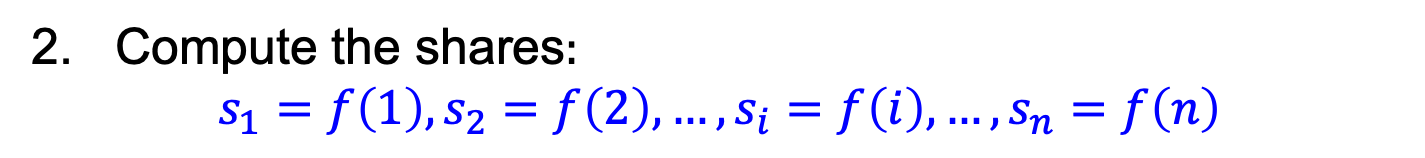 2. Compute the shares:
s₁ = f(1), s₂ = f(2), … , sᵢ = f(i), … , sₙ = f(n)